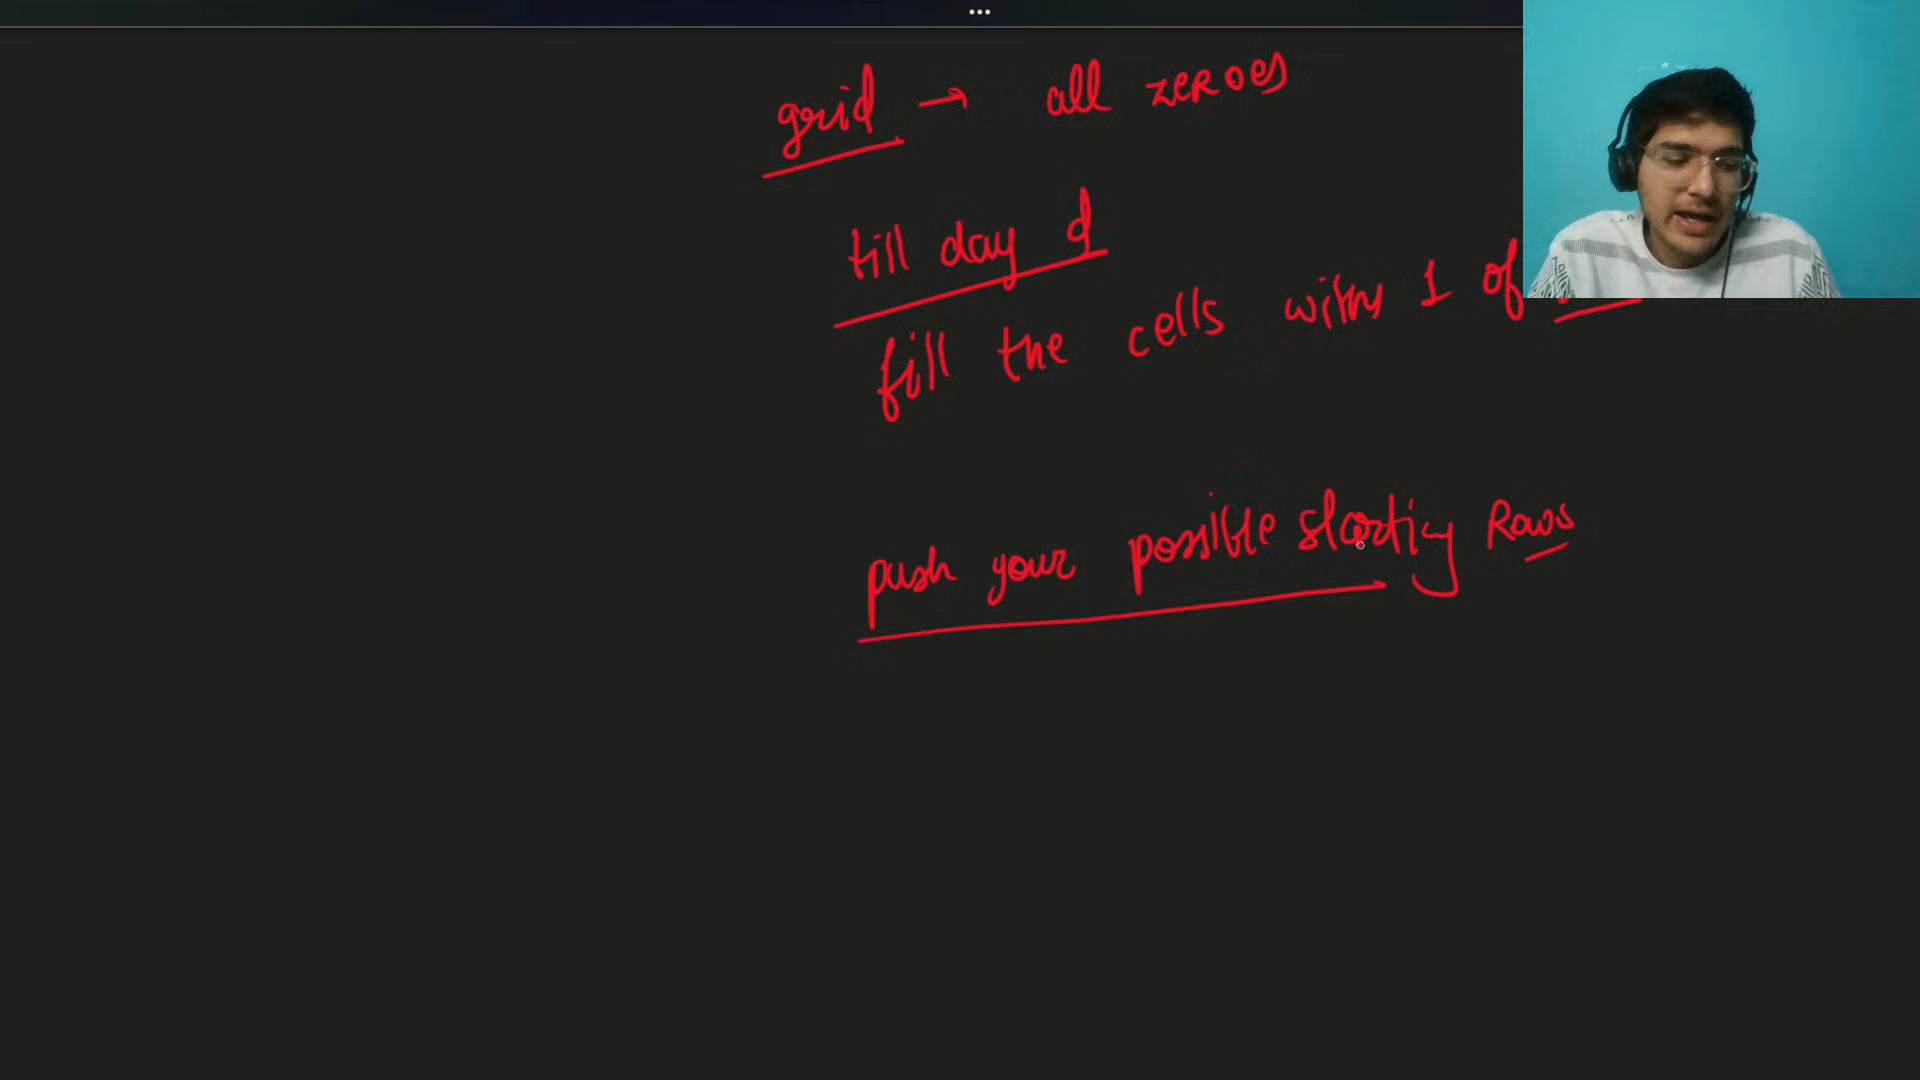 ...
grid → all zeroes
till day d
fill the cells with 1 of
push your possible starting Rows